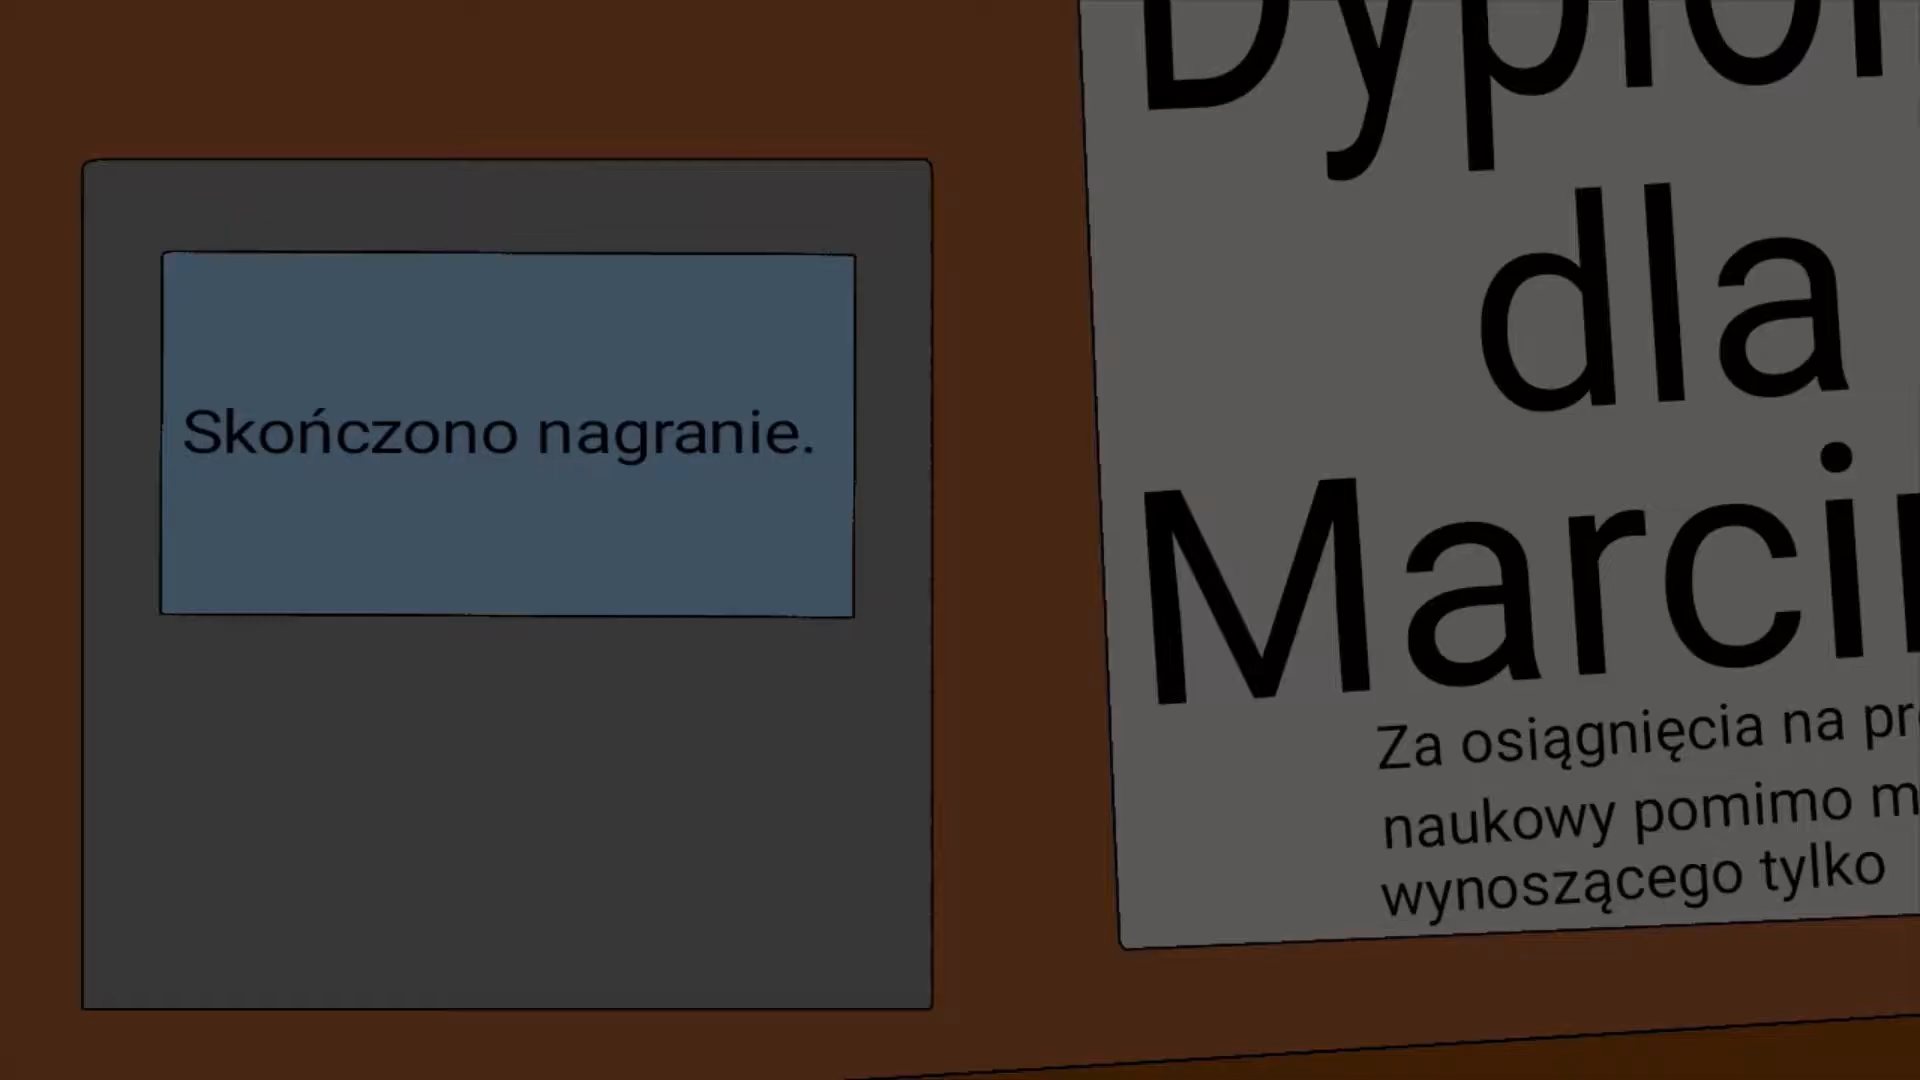 Skończono nagranie.
dla
Za osiągnięcia na
naukowy pomimo
wynoszącego tylko